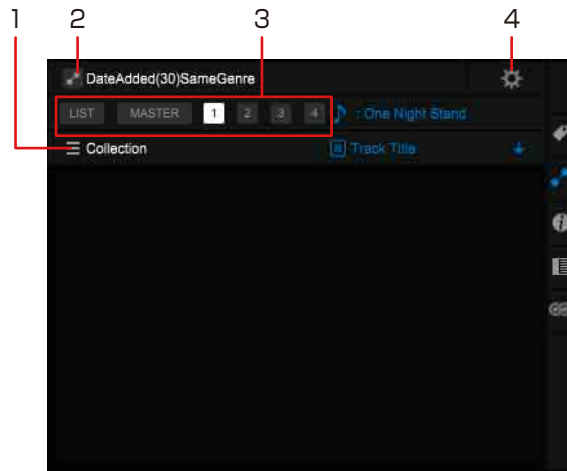 1 2 3 4
DateAdded(30)SameGenre
LIST MASTER 1 2 3 4 : One Night Stand
Collection Track Title